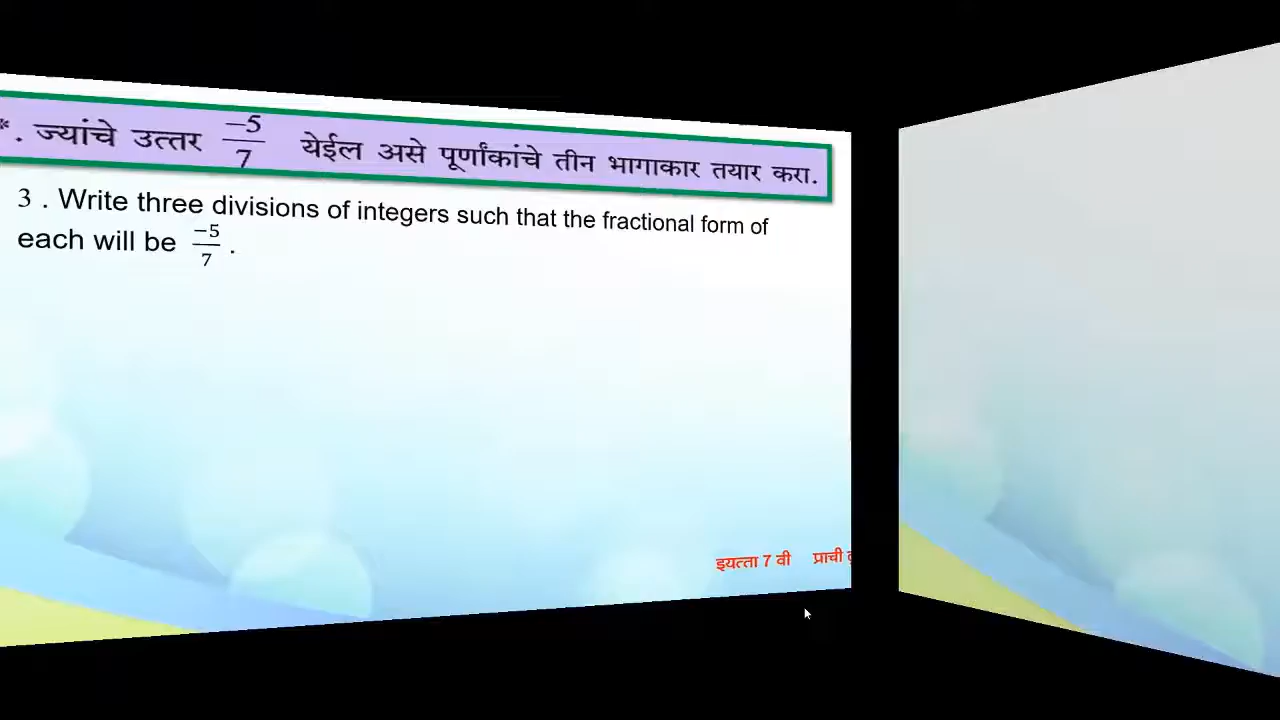 *. ज्यांचे उत्तर -5/7 येईल असे पूर्णांकांचे तीन भागाकार तयार करा.
3 . Write three divisions of integers such that the fractional form of
each will be -5/7 .
इयत्ता 7 वी प्राची